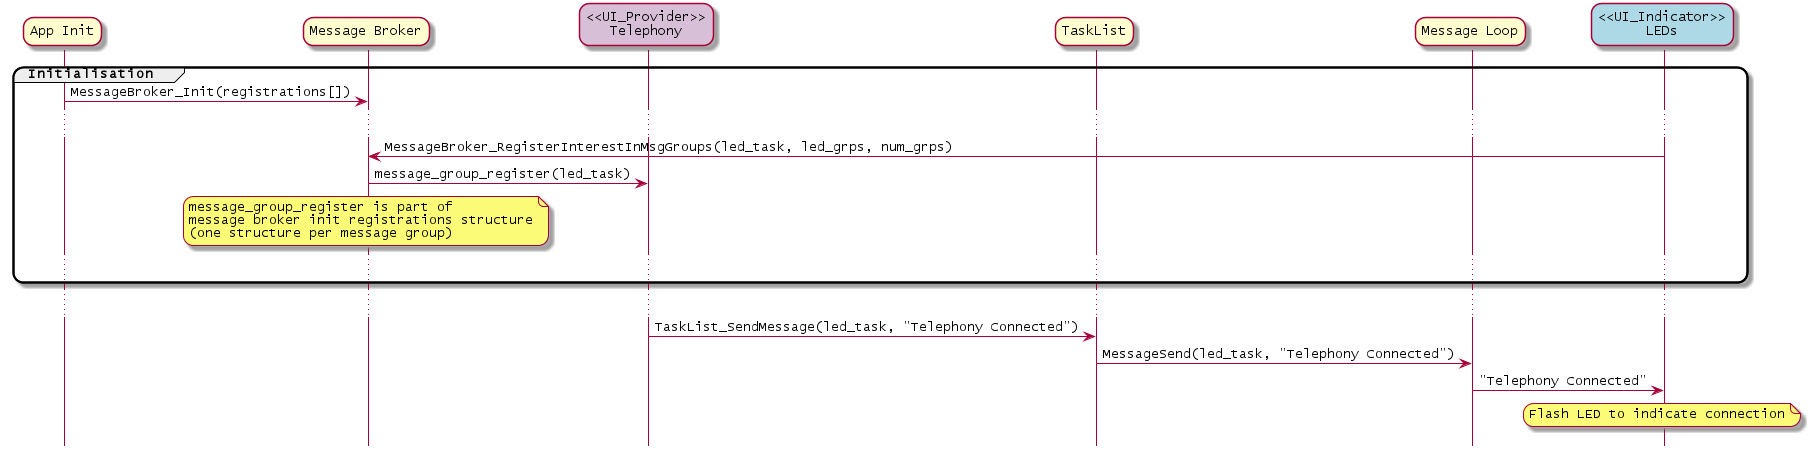 <<UI_Provider>>
<<UI_Indicator>>
App Init
Message Broker
Telephony
TaskList
Message Loop
LEDs
Initialisation
MessageBroker_Init(registrations[])
MessageBroker_RegisterInterestInMsgGroups(led_task, led_grps, num_grps)
message_group_register(led_task)
message_group_register is part of
message broker init registrations structure
(one structure per message group)
TaskList_SendMessage(led_task, "Telephony Connected")
MessageSend(led_task, "Telephony Connected")
"Telephony Connected"
Flash LED to indicate connection